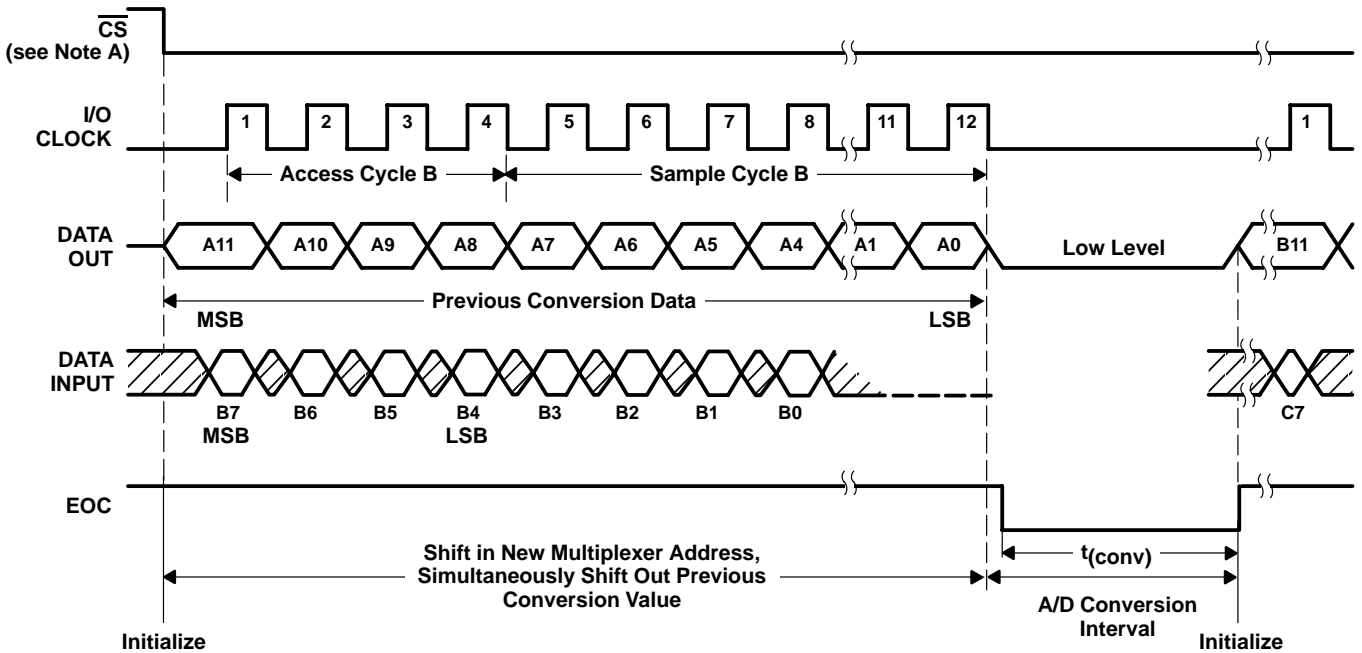 CS
(see Note A)
I/O
CLOCK
1 2 3 4 5 6 7 8 11 12 1
Access Cycle B Sample Cycle B
DATA
OUT
A11 A10 A9 A8 A7 A6 A5 A4 A1 A0 Low Level B11
Previous Conversion Data
MSB LSB
DATA
INPUT
B7 B6 B5 B4 B3 B2 B1 B0 C7
MSB LSB
EOC
t(conv)
Shift in New Multiplexer Address,
Simultaneously Shift Out Previous
Conversion Value
A/D Conversion
Interval
Initialize Initialize